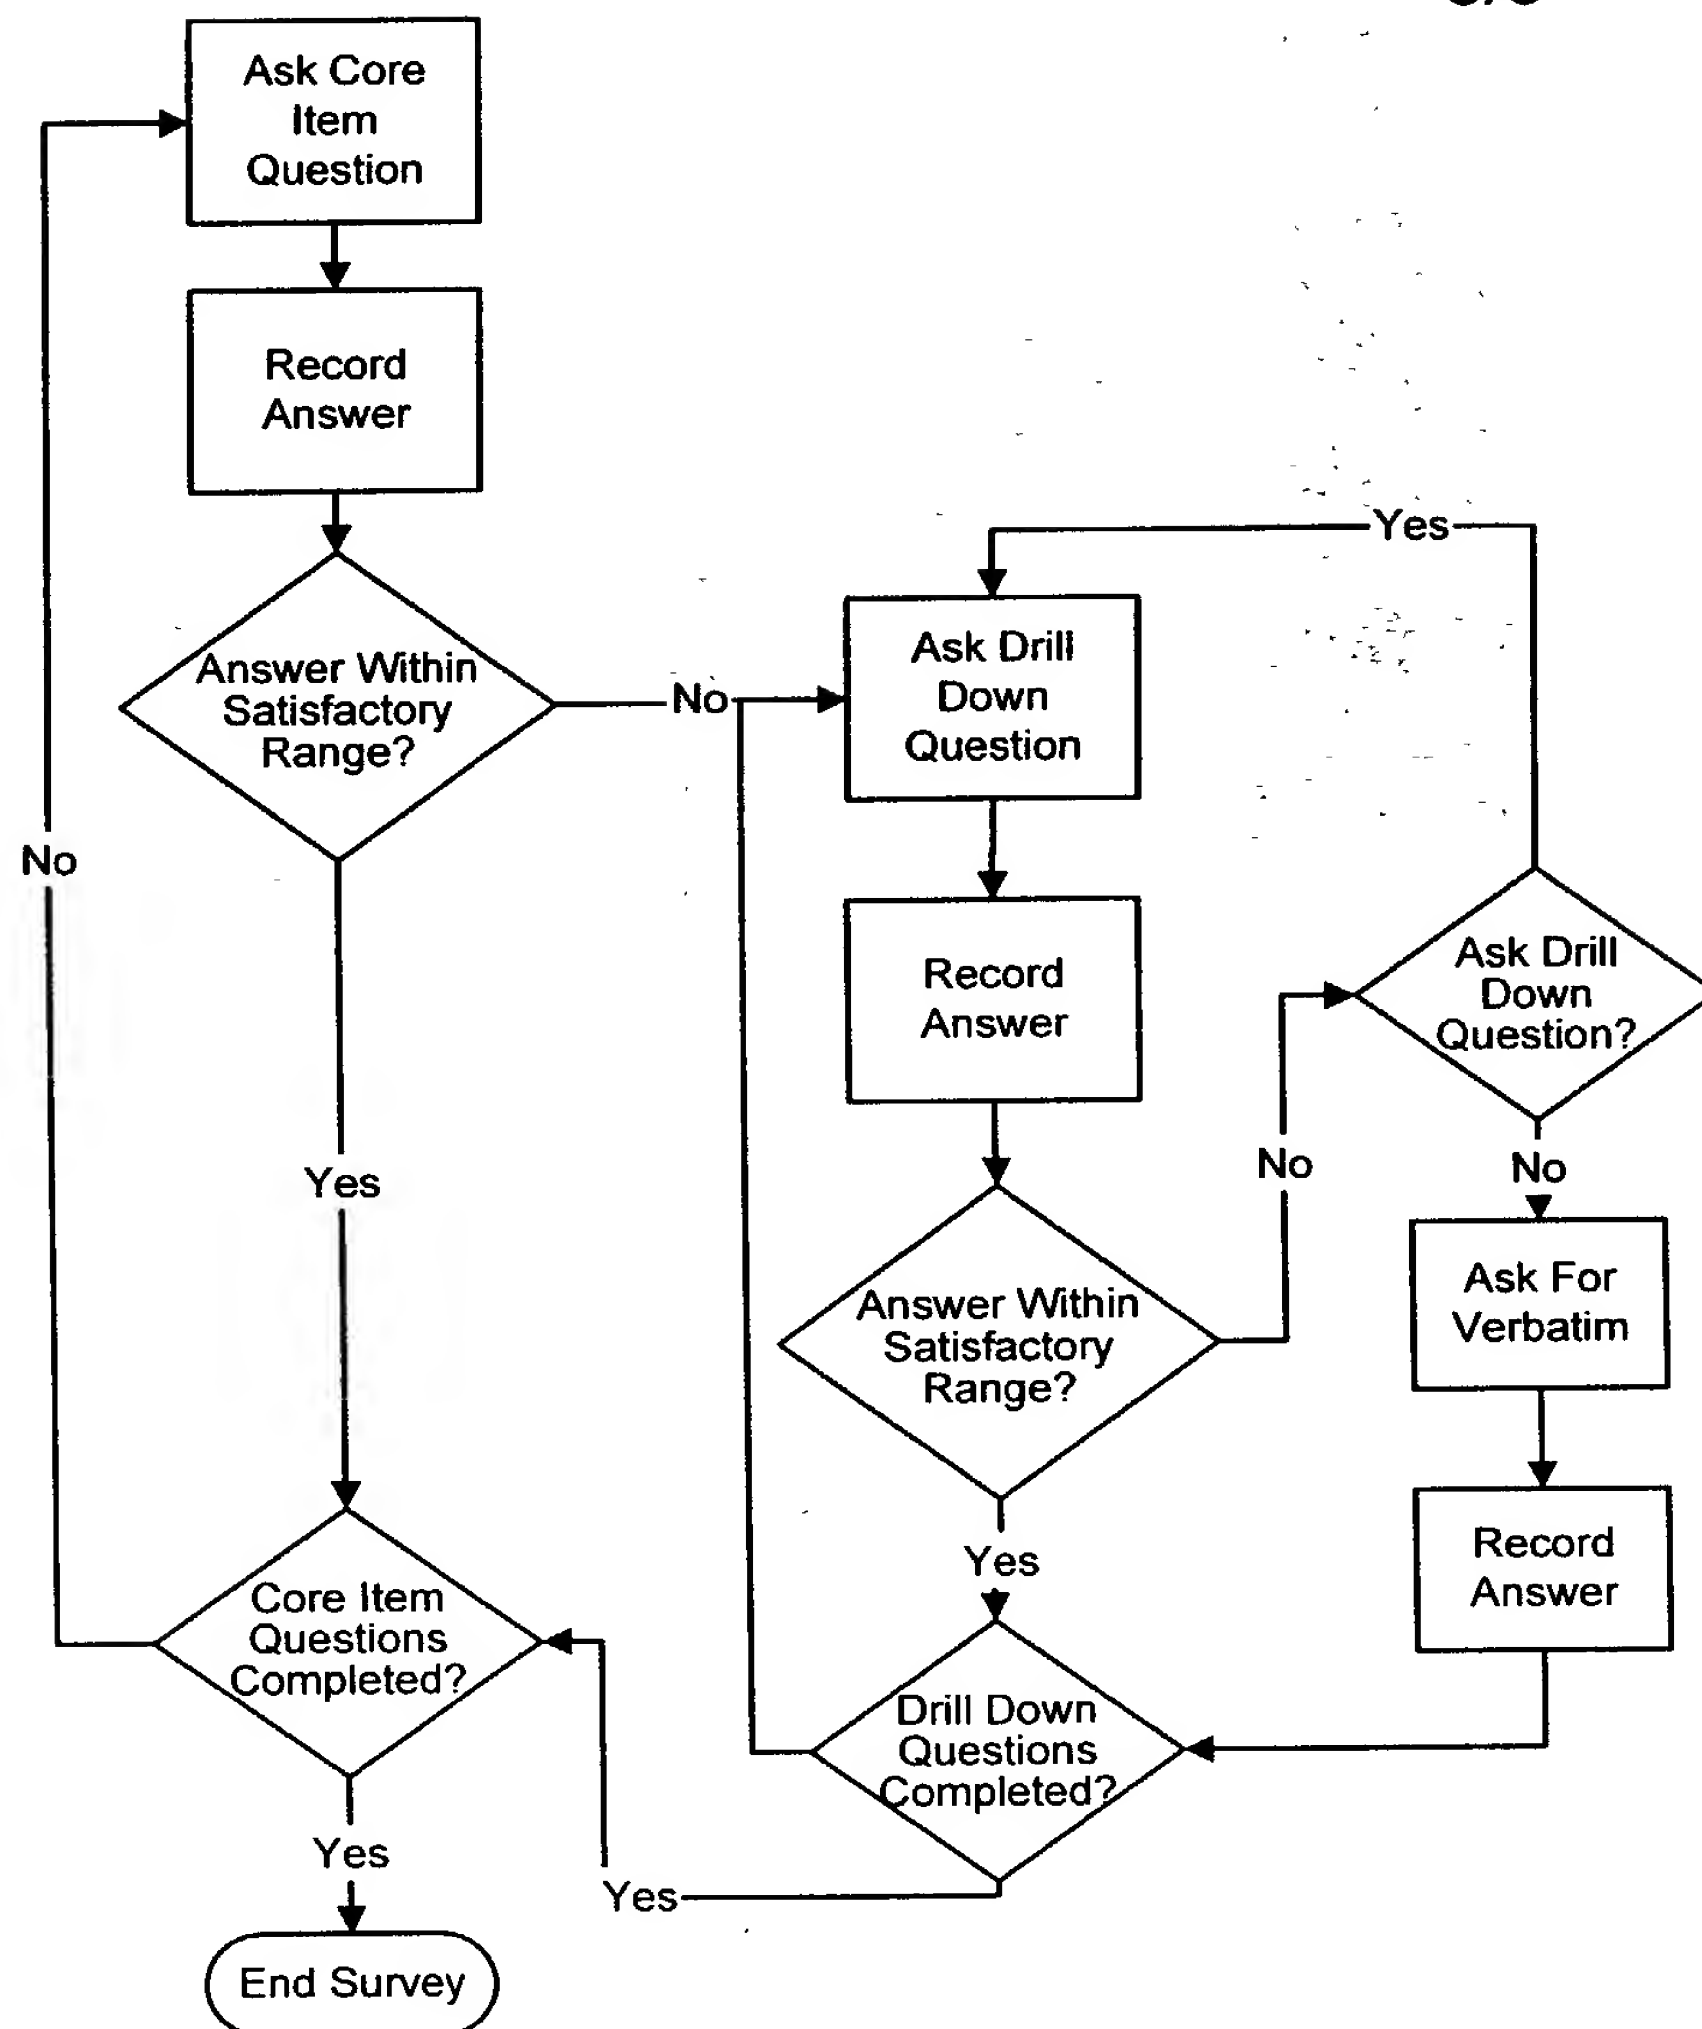 Ask Core
Item
Question
Record
Answer
Answer Within
Satisfactory
Range?
No
Yes
Ask Drill
Down
Question
No
Record
Answer
Ask Drill
Down
Question?
No
No
Yes
Ask For
Verbatim
Answer Within
Satisfactory
Range?
Record
Answer
Yes
Core Item
Questions
Completed?
Drill Down
Questions
Completed?
Yes
Yes
End Survey